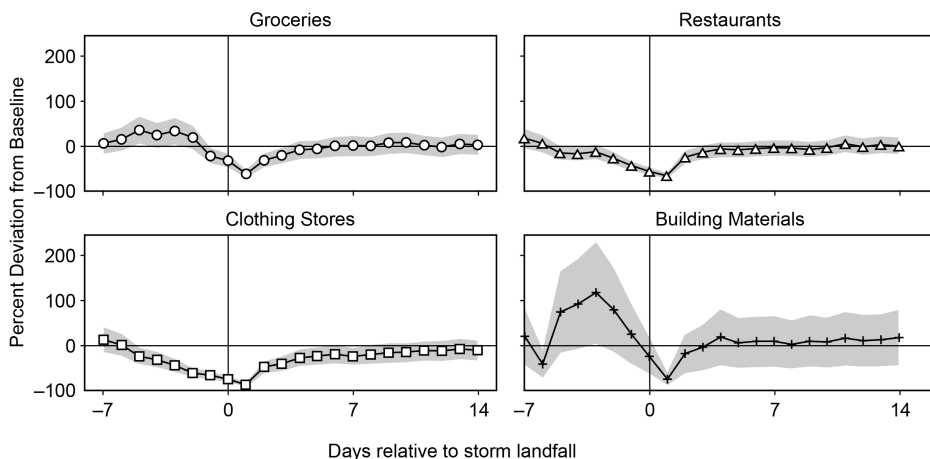 Groceries
Restaurants
Percent Deviation from Baseline
200
100
0
–100
Clothing Stores
Building Materials
200
100
0
–100
–7
0
7
14
–7
0
7
14
Days relative to storm landfall